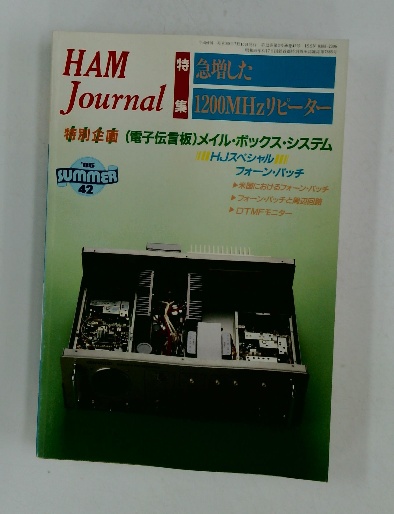 HAM
Journal
特集
急増した
1200MHzリピーター
特別企画 (電子伝言板)メイル・ボックス・システム
HJスペシャル
フォーン・パッチ
'85
SUMMER
42
▶米国におけるフォーン・パッチ
▶フォーン・パッチと周辺回路
▶DTMFモニター